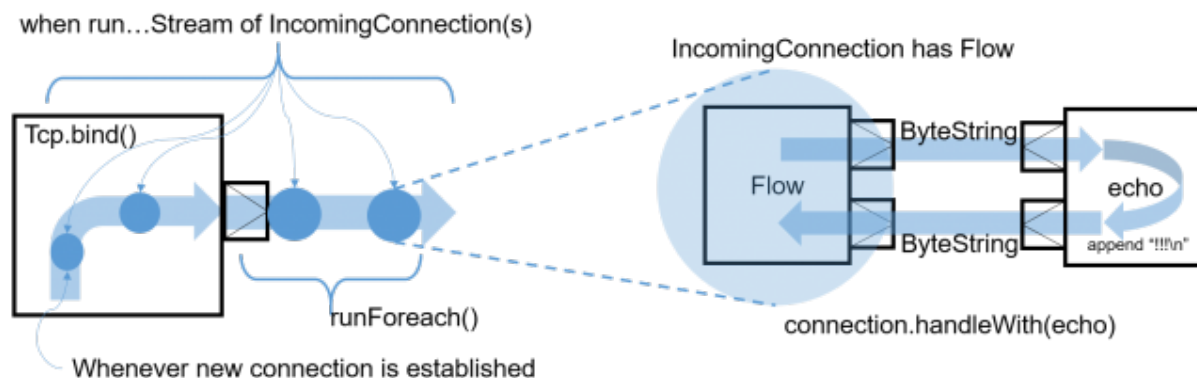 when run…Stream of IncomingConnection(s)
Tcp.bind()
runForeach()
Whenever new connection is established
IncomingConnection has Flow
Flow
ByteString
ByteString
echo
append "!!!\n"
connection.handleWith(echo)